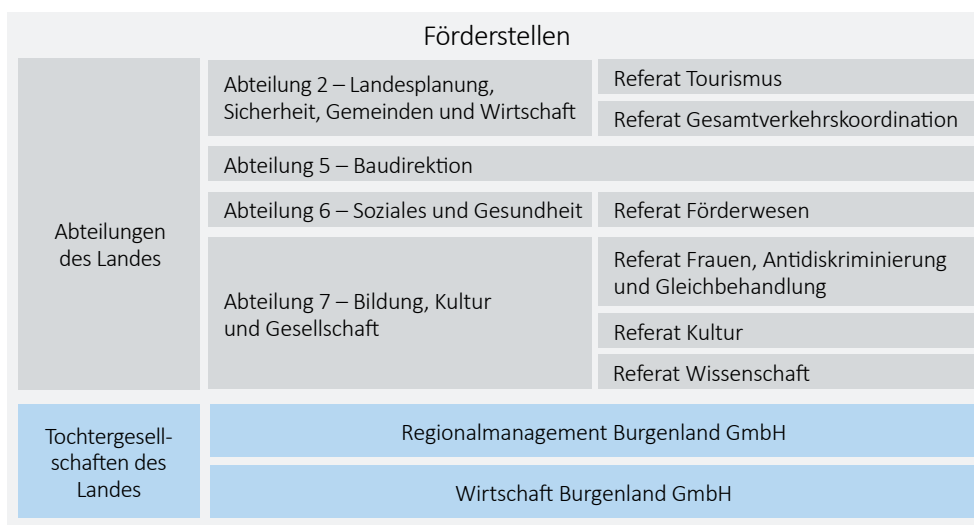 Förderstellen
Abteilungen
des Landes
Abteilung 2 – Landesplanung,
Sicherheit, Gemeinden und Wirtschaft
Referat Tourismus
Referat Gesamtverkehrskoordination
Abteilung 5 – Baudirektion
Abteilung 6 – Soziales und Gesundheit
Referat Förderwesen
Abteilung 7 – Bildung, Kultur
und Gesellschaft
Referat Frauen, Antidiskriminierung
und Gleichbehandlung
Referat Kultur
Referat Wissenschaft
Tochtergesell-
schaften des
Landes
Regionalmanagement Burgenland GmbH
Wirtschaft Burgenland GmbH